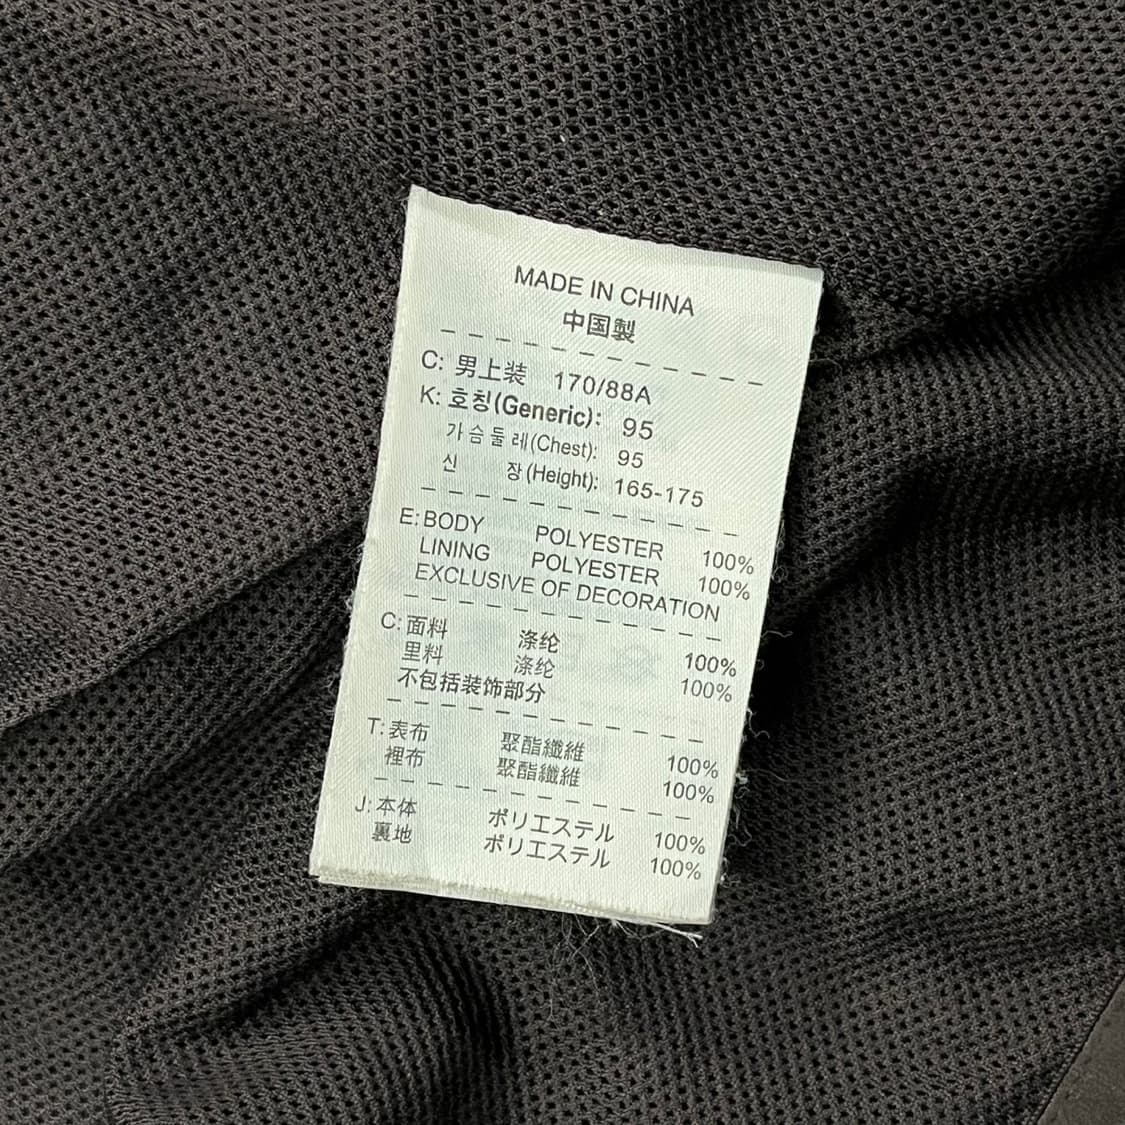 MADE IN CHINA
中国製
C: 男上装 170/88A
K: 호칭(Generic): 95
가슴둘레(Chest): 95
신 장(Height): 165-175
E: BODY POLYESTER 100%
LINING POLYESTER 100%
EXCLUSIVE OF DECORATION
C: 面料 涤纶 100%
里料 涤纶 100%
不包括装饰部分
T: 表布 聚酯纖維 100%
裡布 聚酯纖維 100%
J: 本体 ポリエステル 100%
裏地 ポリエステル 100%